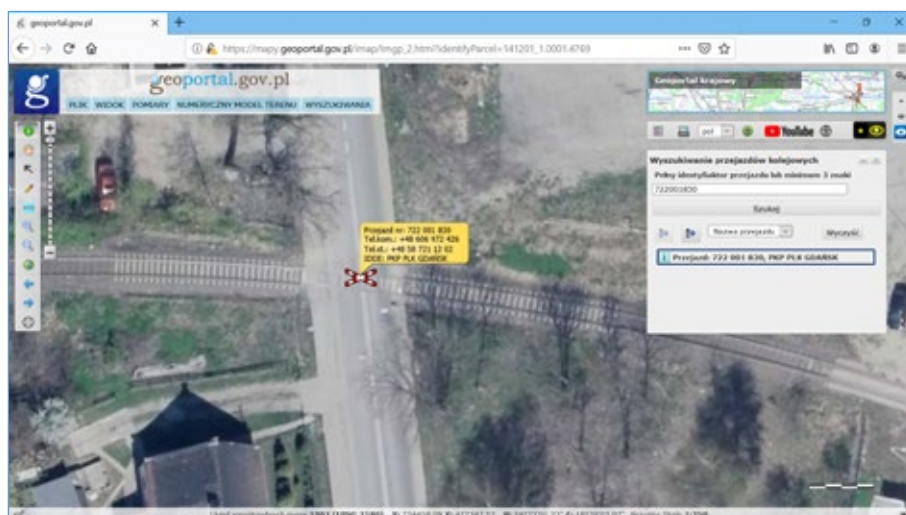 geoportal.gov.pl
https://mapy.geoportal.gov.pl/imap/Imgp_2.html?identifyParcel=141201_1.0001.4769
geoportal.gov.pl
PLIK WIDOK POMIARY NUMERYCZNY MODEL TERENU WYSZUKIWANIA
Geoportal krajowy
pol YouTube
Wyszukiwanie przejazdów kolejowych
Pełny identyfikator przejazdu lub minimum 3 znaki
722001830
Szukaj
Nazwa przejazdu Wyczyść
Przejazd: 722 001 830, PKP PLK GDAŃSK
Przejazd nr: 722 001 830
Tel.kom.: +48 606 972 426
Tel.st.: +48 58 721 12 02
IDDE: PKP PLK GDAŃSK